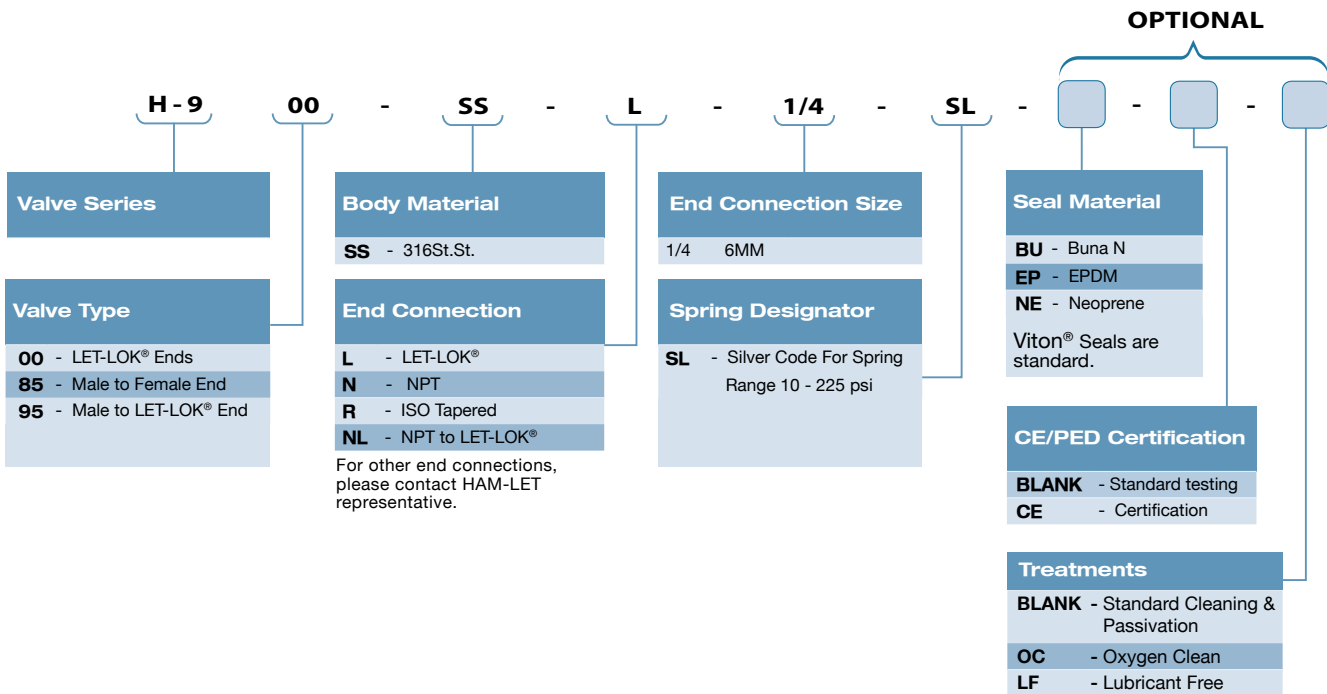 OPTIONAL
H - 9 00 - SS - L - 1/4 - SL - - -
Valve Series
Valve Type
00 - LET-LOK® Ends
85 - Male to Female End
95 - Male to LET-LOK® End
Body Material
SS - 316St.St.
End Connection
L - LET-LOK®
N - NPT
R - ISO Tapered
NL - NPT to LET-LOK®
For other end connections,
please contact HAM-LET
representative.
End Connection Size
1/4 6MM
Spring Designator
SL - Silver Code For Spring
Range 10 - 225 psi
Seal Material
BU - Buna N
EP - EPDM
NE - Neoprene
Viton® Seals are
standard.
CE/PED Certification
BLANK - Standard testing
CE - Certification
Treatments
BLANK - Standard Cleaning &
Passivation
OC - Oxygen Clean
LF - Lubricant Free